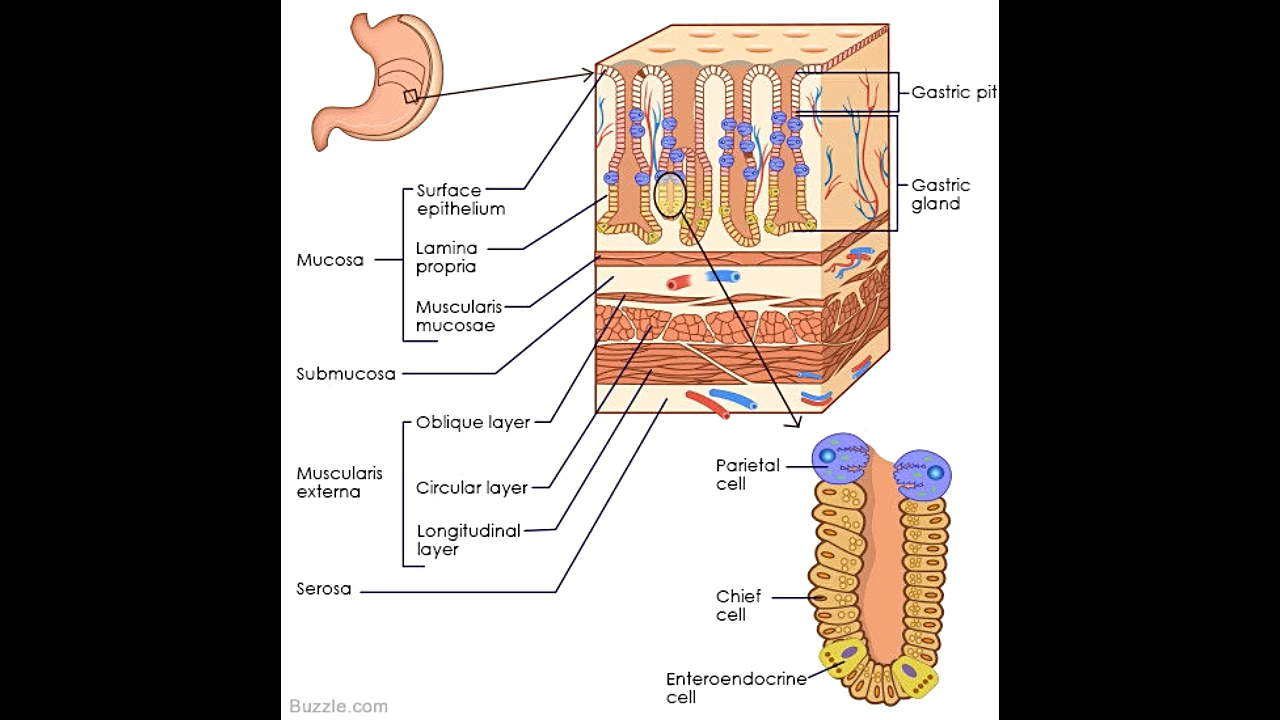 Gastric pit
Gastric
gland
Surface
epithelium
Lamina
propria
Mucosa
Muscularis
mucosae
Submucosa
Oblique layer
Muscularis
externa
Circular layer
Longitudinal
layer
Serosa
Parietal
cell
Chief
cell
Enteroendocrine
cell
Buzzle.com